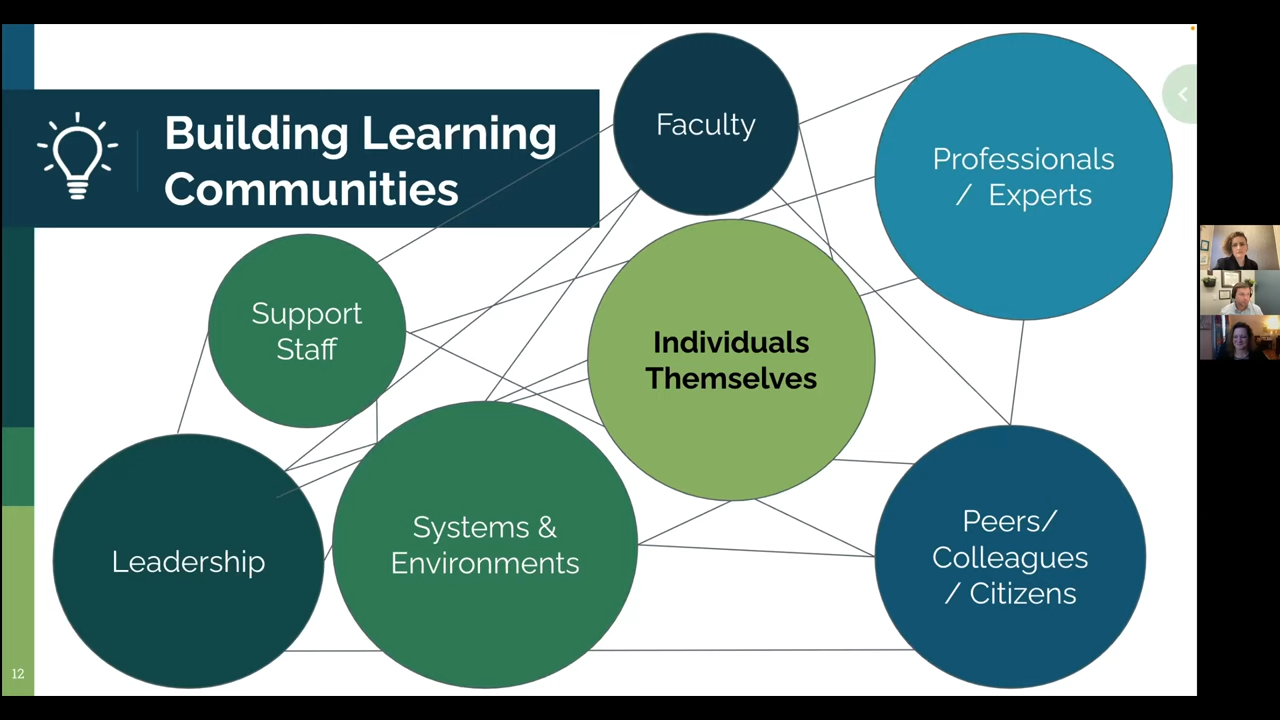 Building Learning
Communities
Faculty
Professionals
/ Experts
Support
Staff
Individuals
Themselves
Leadership
Systems &
Environments
Peers/
Colleagues
/ Citizens
12